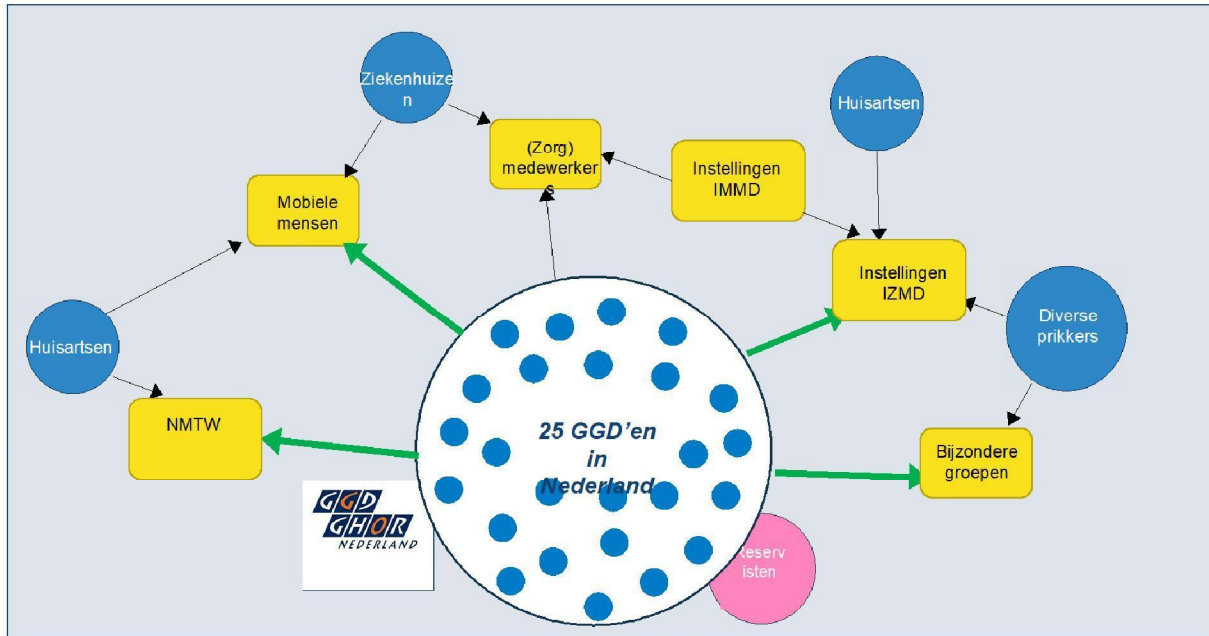 Ziekenhuize
n
Huisartsen
(Zorg)
medewerker
s
Instellingen
IMMD
Mobiele
mensen
Instellingen
IZMD
Diverse
prikkers
Huisartsen
NMTW
25 GGD'en
in
Nederland
Bijzondere
groepen
GGD
GHOR
NEDERLAND
Reserv
isten